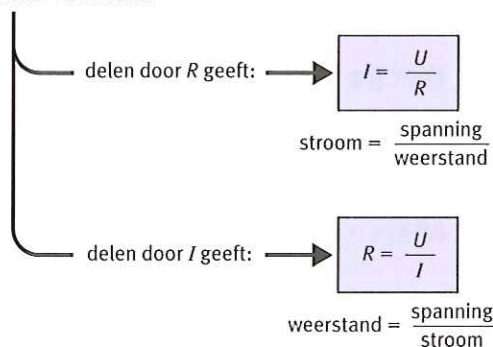 delen door R geeft: I = U/R
stroom = spanning/weerstand
delen door I geeft: R = U/I
weerstand = spanning/stroom